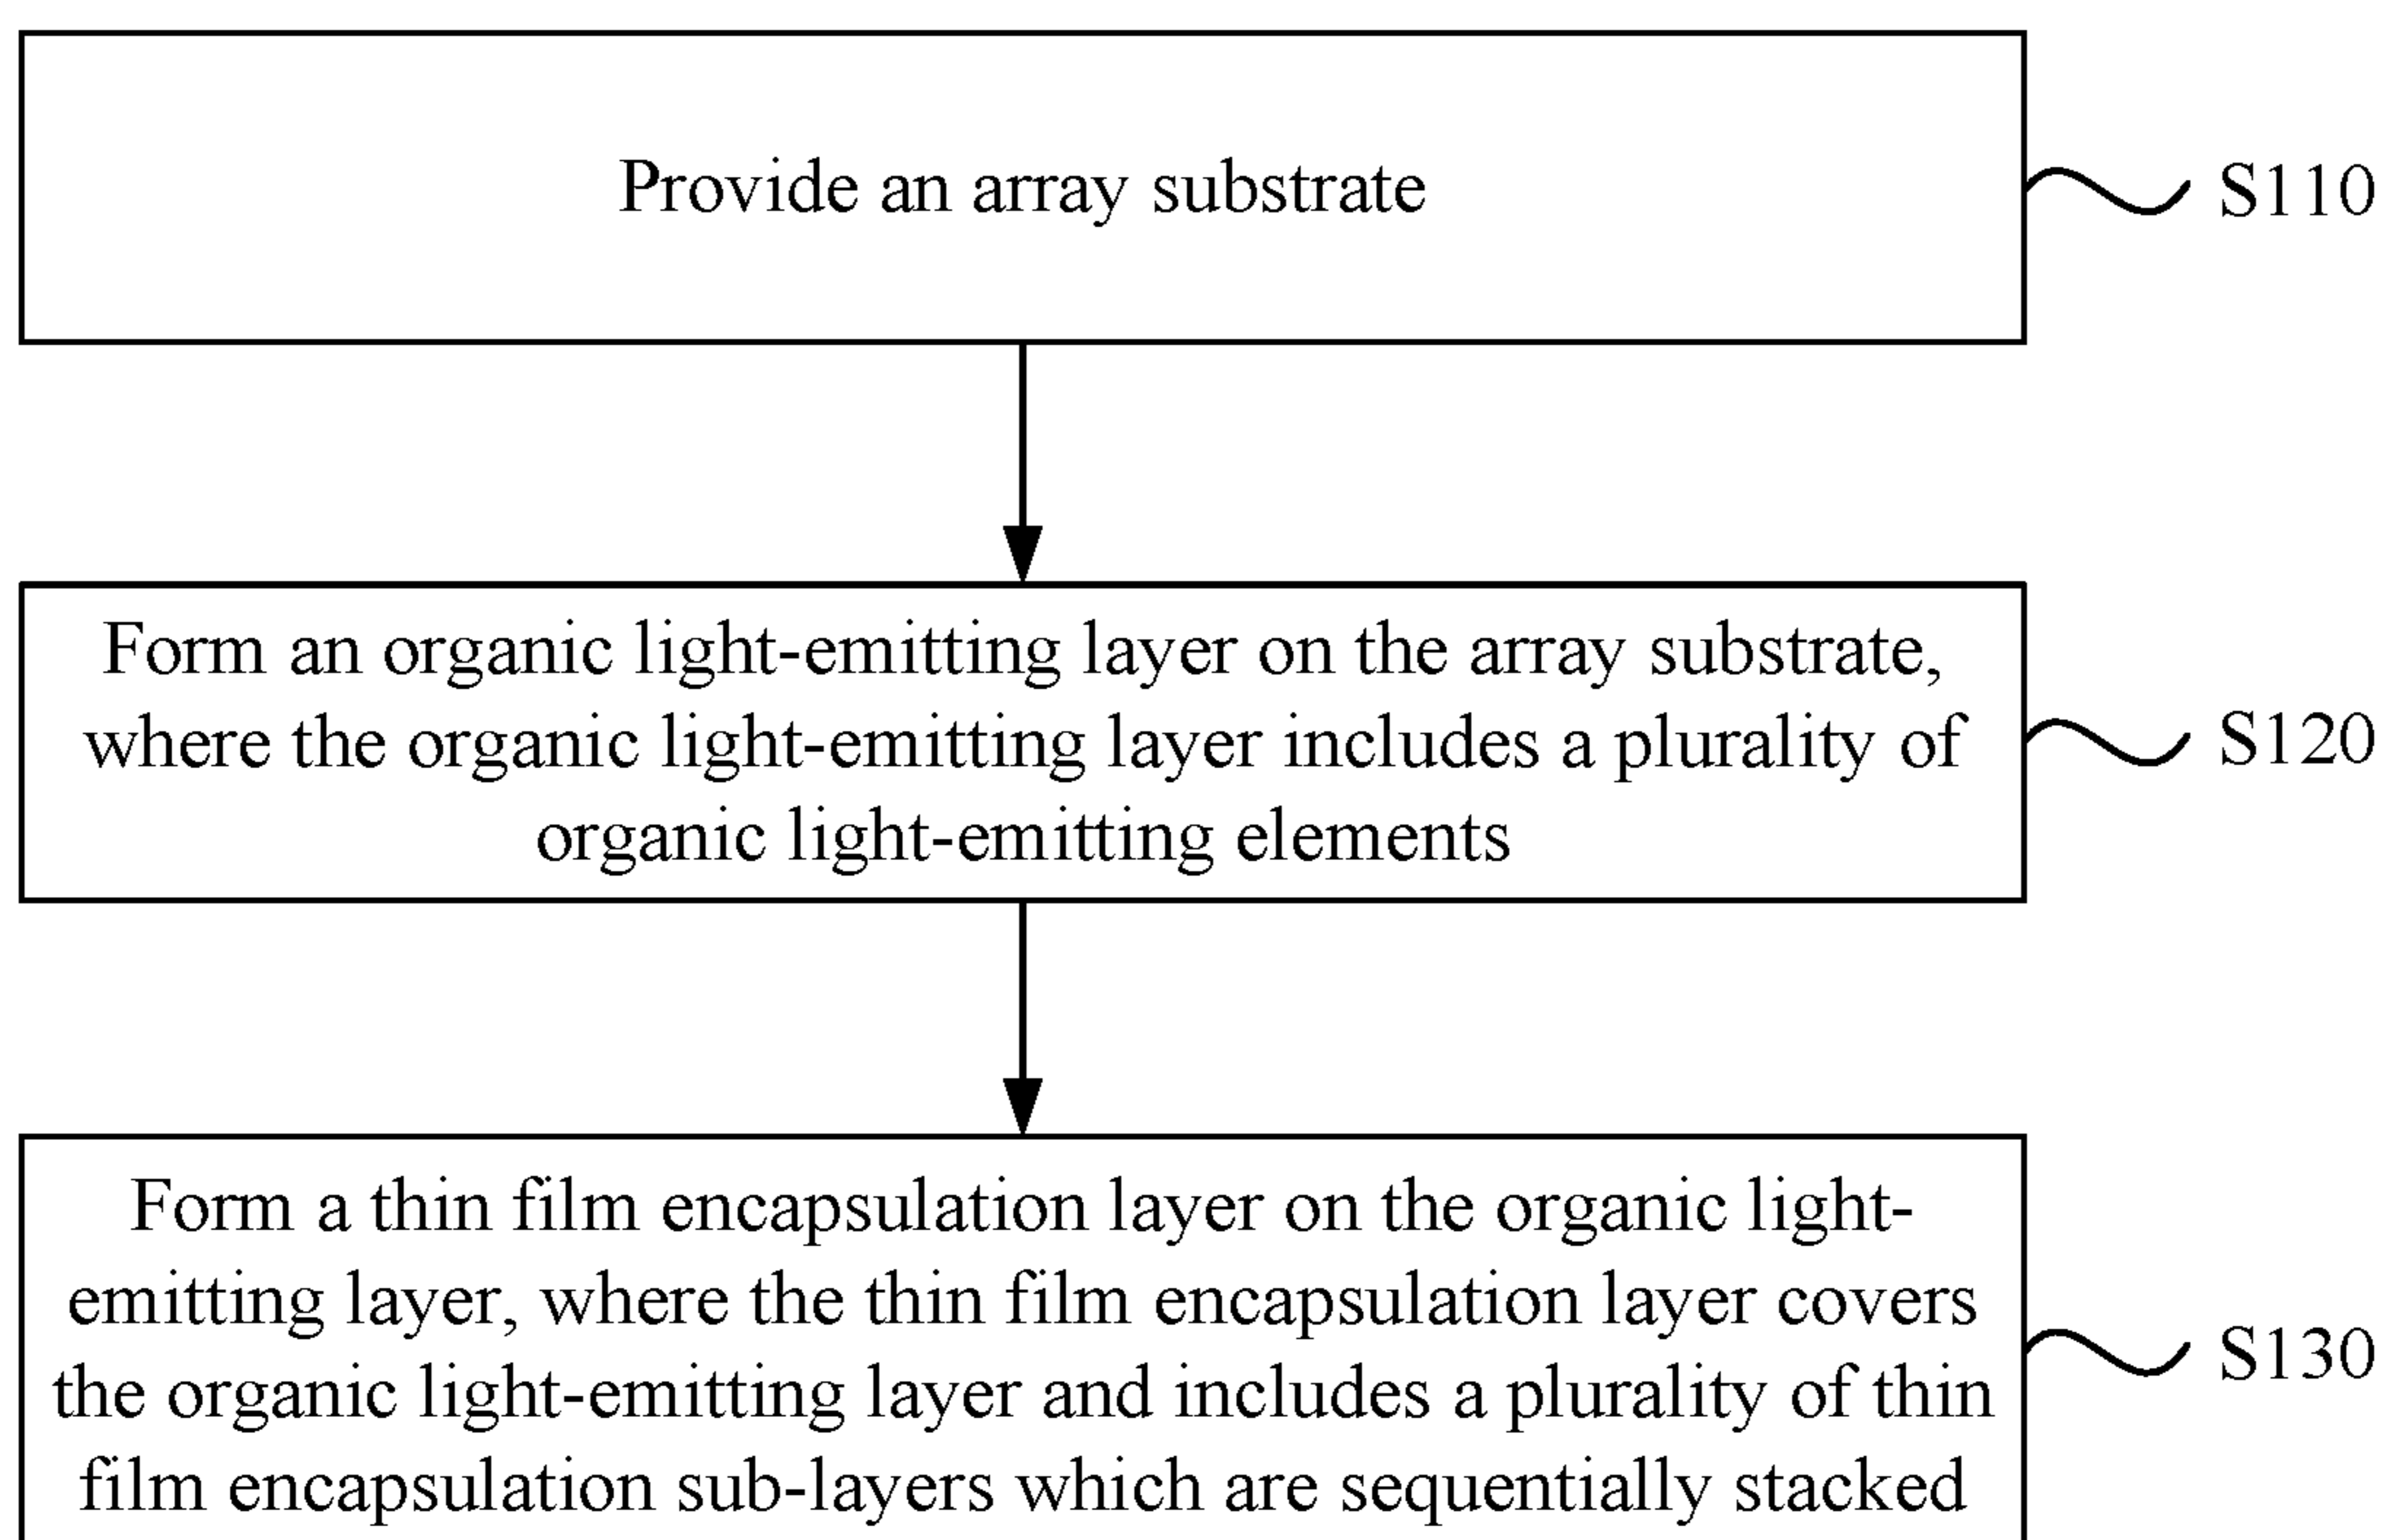 Provide an array substrate
S110
Form an organic light-emitting layer on the array substrate,
where the organic light-emitting layer includes a plurality of
organic light-emitting elements
S120
Form a thin film encapsulation layer on the organic light-
emitting layer, where the thin film encapsulation layer covers
the organic light-emitting layer and includes a plurality of thin
film encapsulation sub-layers which are sequentially stacked
S130